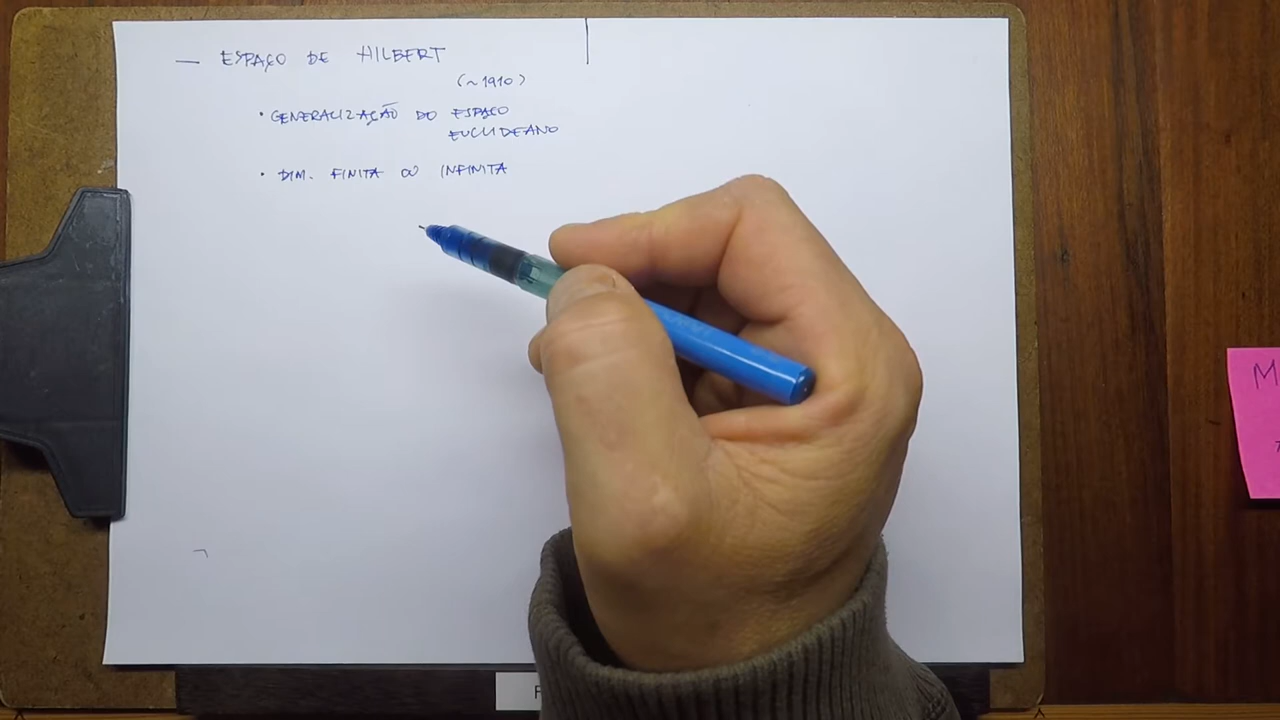 — ESPAÇO DE HILBERT
(~1910)
• GENERALIZAÇÃO DO ESPAÇO
EUCLIDEANO
• DIM. FINITA OU INFINITA